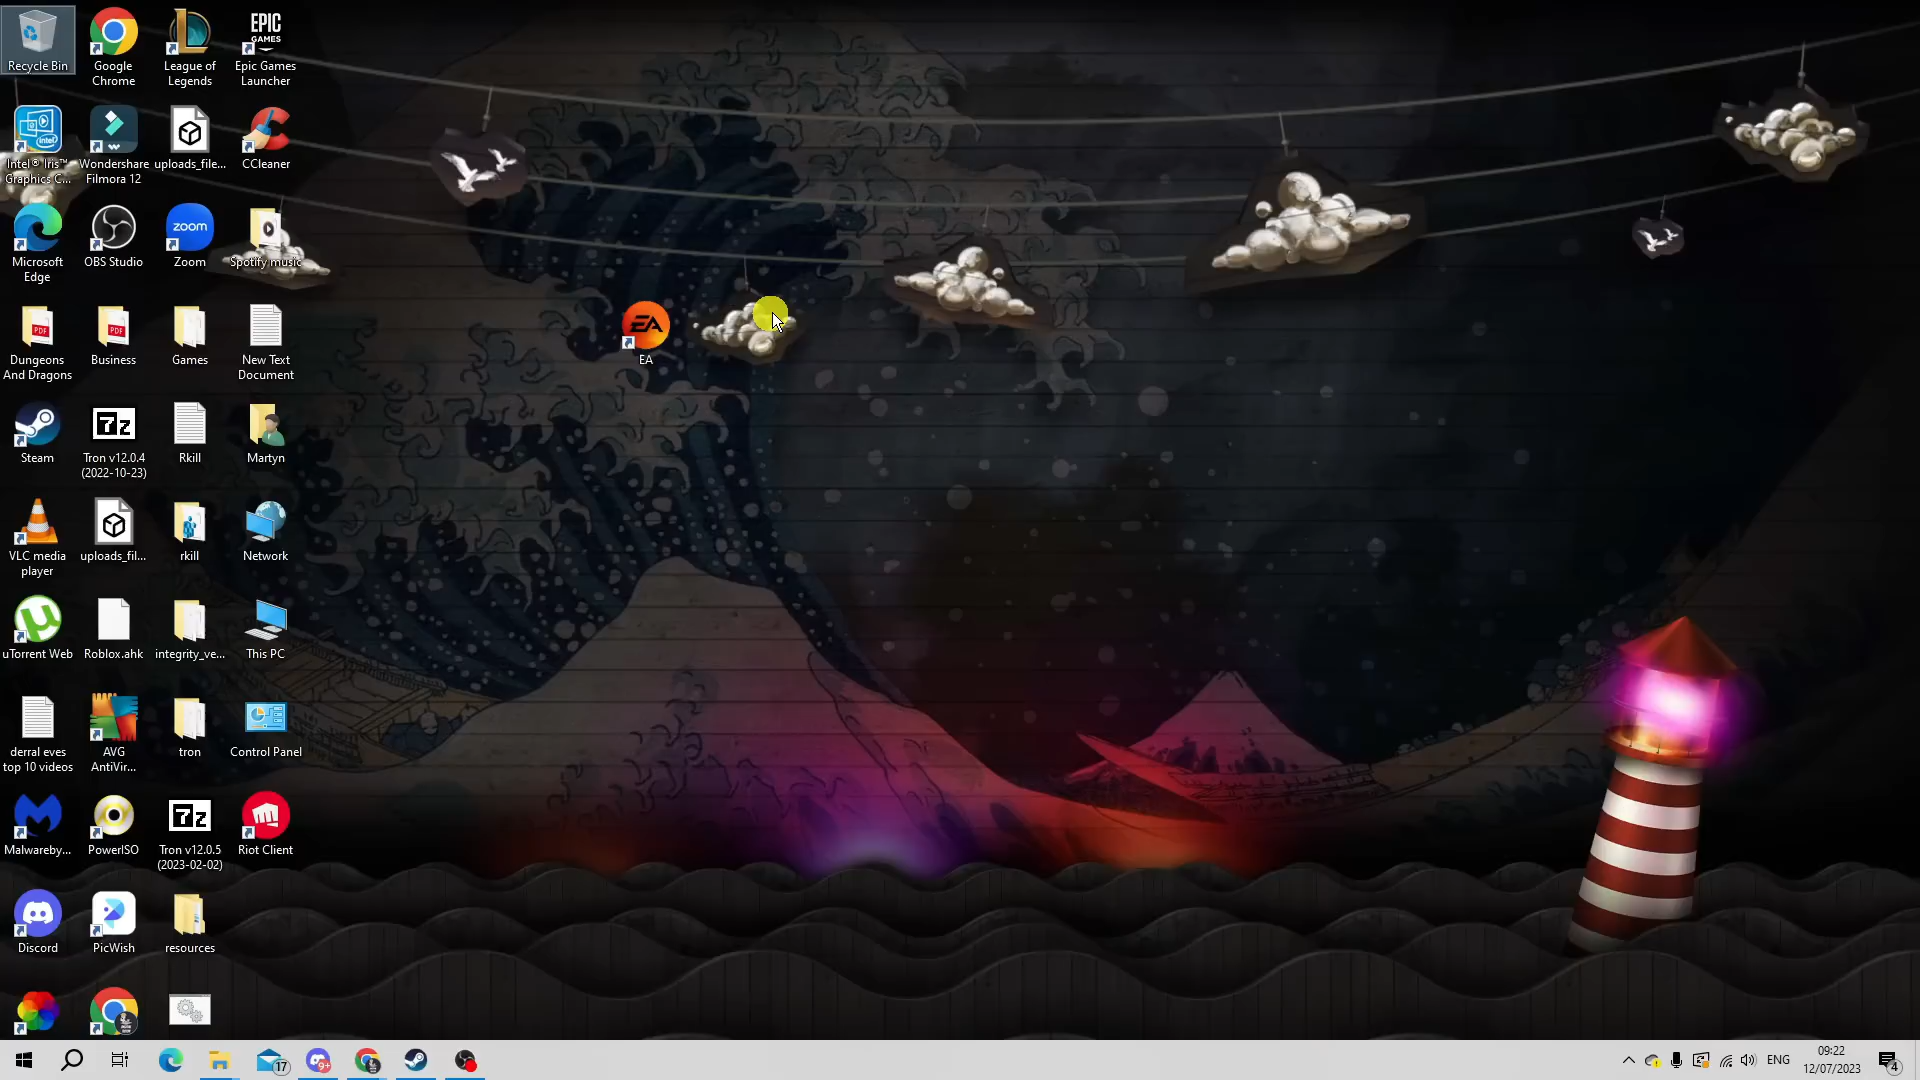 Recycle Bin
Google
Chrome
League of
Legends
EPIC
GAMES
Epic Games
Launcher
intel
Intel® Iris™
Graphics C...
Wondershare
Filmora 12
uploads_file...
CCleaner
Microsoft
Edge
OBS Studio
zoom
Zoom
Spotify music
PDF
Dungeons
And Dragons
PDF
Business
Games
New Text
Document
EA
EA
Steam
7z
Tron v12.0.4
(2022-10-23)
Rkill
Martyn
VLC media
player
uploads_fil...
rkill
Network
uTorrent Web
Roblox.ahk
integrity_ve...
This PC
derral eves
top 10 videos
AVG
AntiVir...
tron
Control Panel
Malwareby...
PowerISO
7z
Tron v12.0.5
(2023-02-02)
Riot Client
Discord
PicWish
resources
17
9+
ENG
09:22
12/07/2023
4